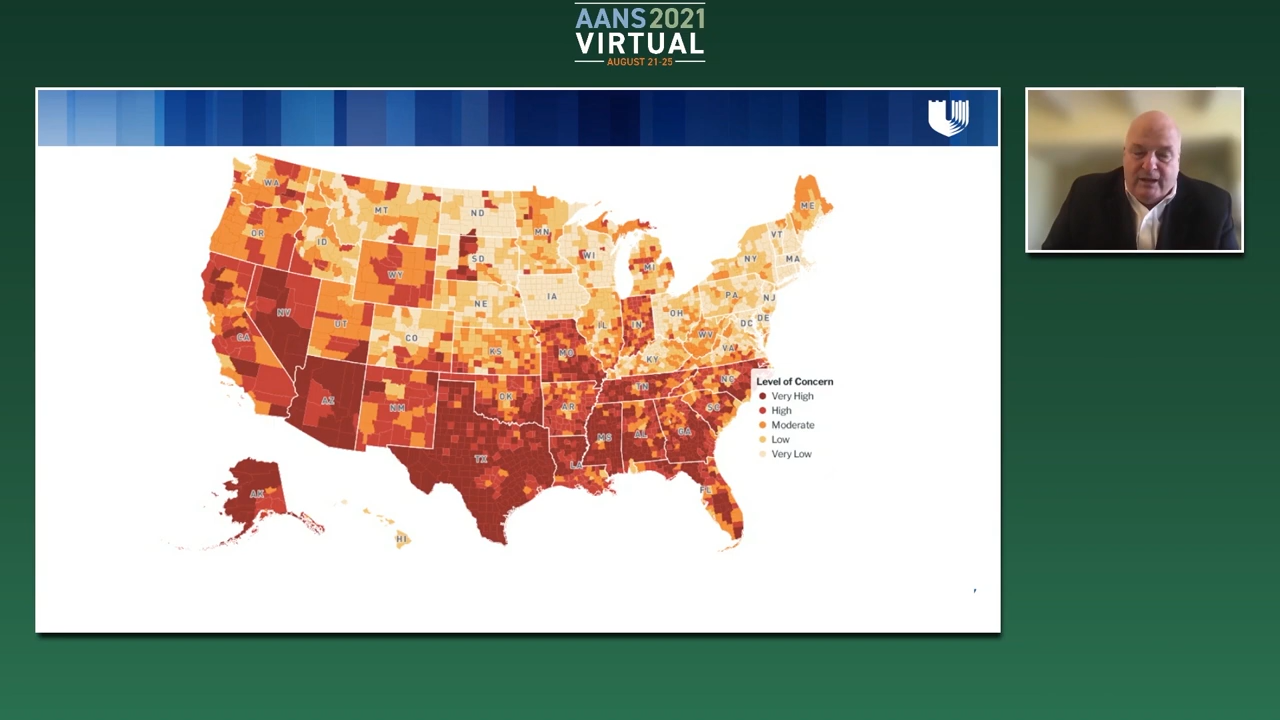 AANS 2021
VIRTUAL
AUGUST 21-25
WA
MT
ND
MN
ME
OR
ID
SD
WI
MI
VT
NY
MA
WY
NE
IA
PA
NJ
NV
UT
CO
IL
IN
OH
DC
DE
CA
KS
MO
KY
WV
VA
AZ
NM
OK
AR
TN
NC
SC
TX
LA
MS
AL
GA
FL
AK
HI
Level of Concern
Very High
High
Moderate
Low
Very Low